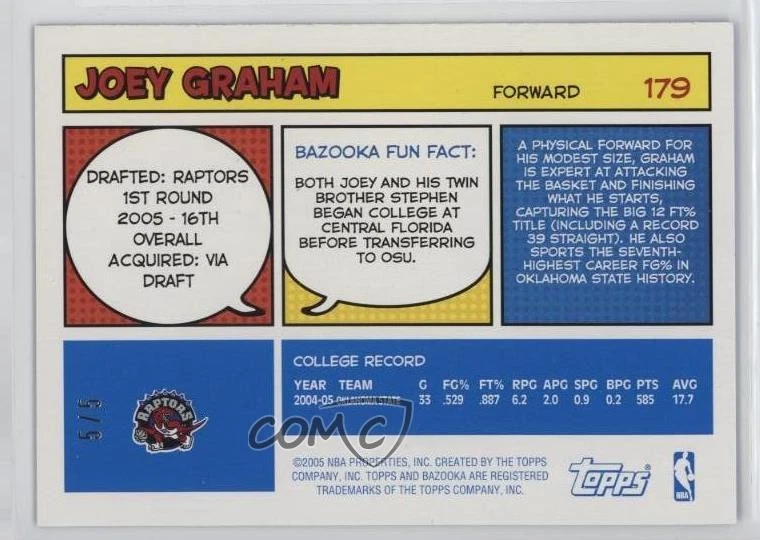 JOEY GRAHAM
FORWARD
179
DRAFTED: RAPTORS
1ST ROUND
2005 - 16TH
OVERALL
ACQUIRED: VIA
DRAFT
BAZOOKA FUN FACT:
BOTH JOEY AND HIS TWIN
BROTHER STEPHEN
BEGAN COLLEGE AT
CENTRAL FLORIDA
BEFORE TRANSFERRING
TO OSU.
A PHYSICAL FORWARD FOR
HIS MODEST SIZE, GRAHAM
IS EXPERT AT ATTACKING
THE BASKET AND FINISHING
WHAT HE STARTS,
CAPTURING THE BIG 12 FT%
TITLE (INCLUDING A RECORD
39 STRAIGHT). HE ALSO
SPORTS THE SEVENTH-
HIGHEST CAREER FG% IN
OKLAHOMA STATE HISTORY.
5/5
RAPTORS
COLLEGE RECORD
YEAR TEAM G FG% FT% RPG APG SPG BPG PTS AVG
2004-05 OKLAHOMA STATE 33 .529 .887 6.2 2.0 0.9 0.2 585 17.7
COMC
©2005 NBA PROPERTIES, INC. CREATED BY THE TOPPS
COMPANY, INC. TOPPS AND BAZOOKA ARE REGISTERED
TRADEMARKS OF THE TOPPS COMPANY, INC.
TOPPS®
NBA